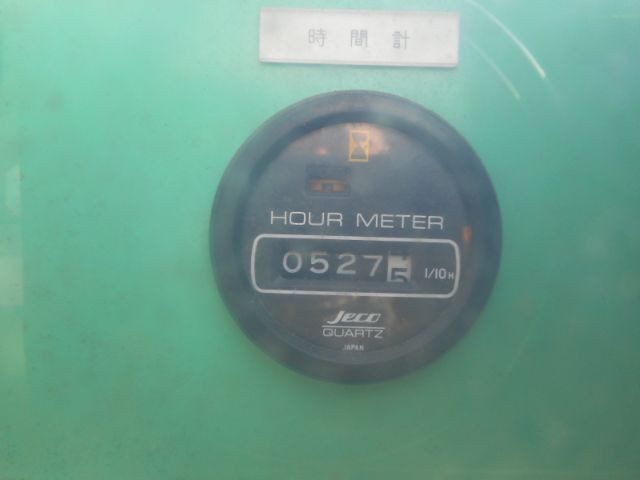 時間計
HOUR METER
05275 1/10H
Jeco
QUARTZ
JAPAN